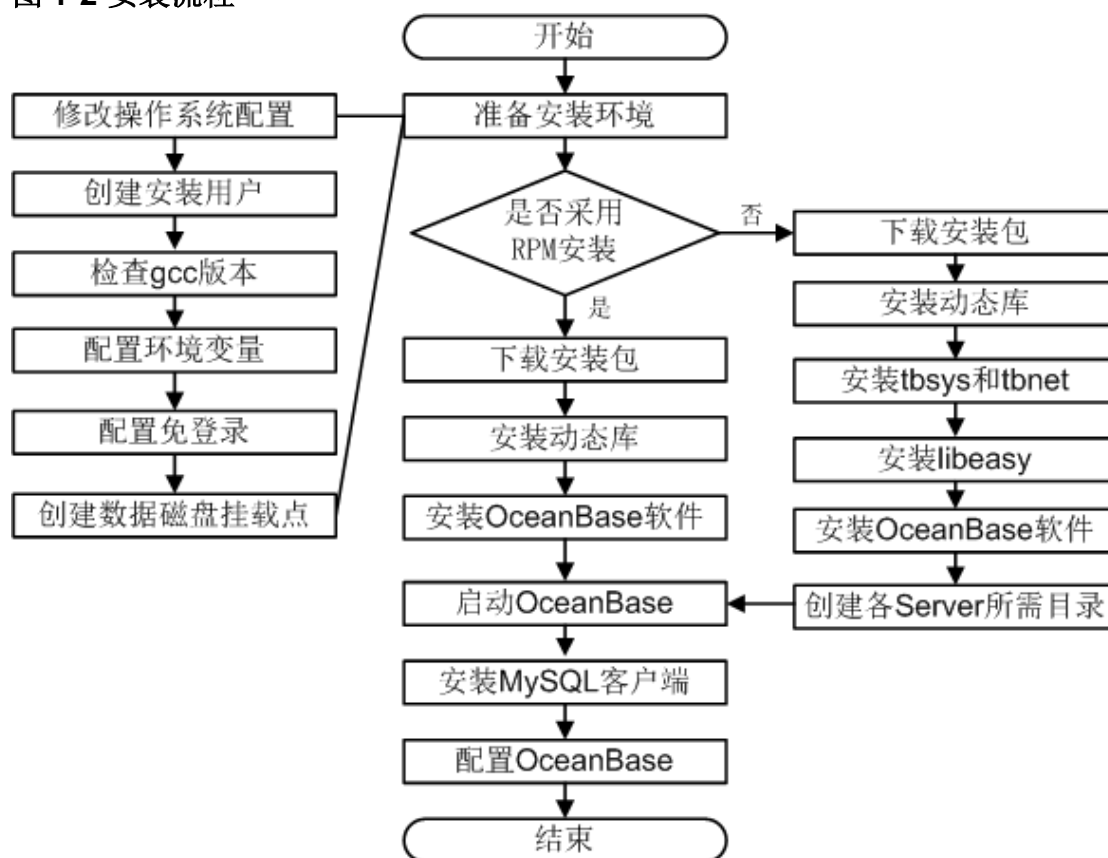 图 1-2 安装流程
开始
准备安装环境
修改操作系统配置
创建安装用户
检查gcc版本
配置环境变量
配置免登录
创建数据磁盘挂载点
是否采用
RPM安装
否
是
下载安装包
安装动态库
安装OceanBase软件
下载安装包
安装动态库
安装tbsys和tbnet
安装libeasy
安装OceanBase软件
创建各Server所需目录
启动OceanBase
安装MySQL客户端
配置OceanBase
结束